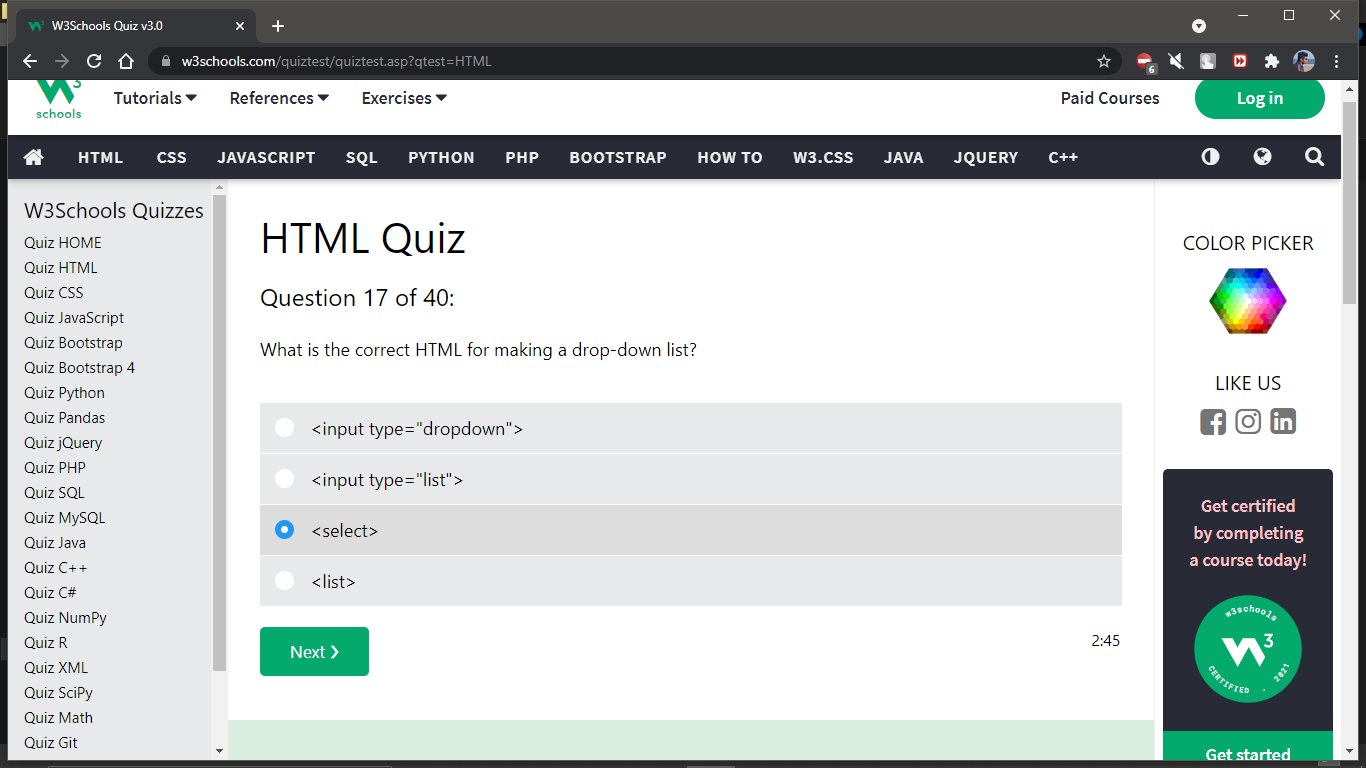 W3Schools Quiz v3.0
w3schools.com/quiztest/quiztest.asp?qtest=HTML
6
3
schools
Tutorials References Exercises Paid Courses Log in
HTML CSS JAVASCRIPT SQL PYTHON PHP BOOTSTRAP HOW TO W3.CSS JAVA JQUERY C++
W3Schools Quizzes
Quiz HOME
Quiz HTML
Quiz CSS
Quiz JavaScript
Quiz Bootstrap
Quiz Bootstrap 4
Quiz Python
Quiz Pandas
Quiz jQuery
Quiz PHP
Quiz SQL
Quiz MySQL
Quiz Java
Quiz C++
Quiz C#
Quiz NumPy
Quiz R
Quiz XML
Quiz SciPy
Quiz Math
Quiz Git
HTML Quiz
Question 17 of 40:
What is the correct HTML for making a drop-down list?
<input type="dropdown">
<input type="list">
<select>
<list>
Next ❯
2:45
COLOR PICKER
LIKE US
Get certified
by completing
a course today!
w3schools
W3
CERTIFIED . 2021
Get started